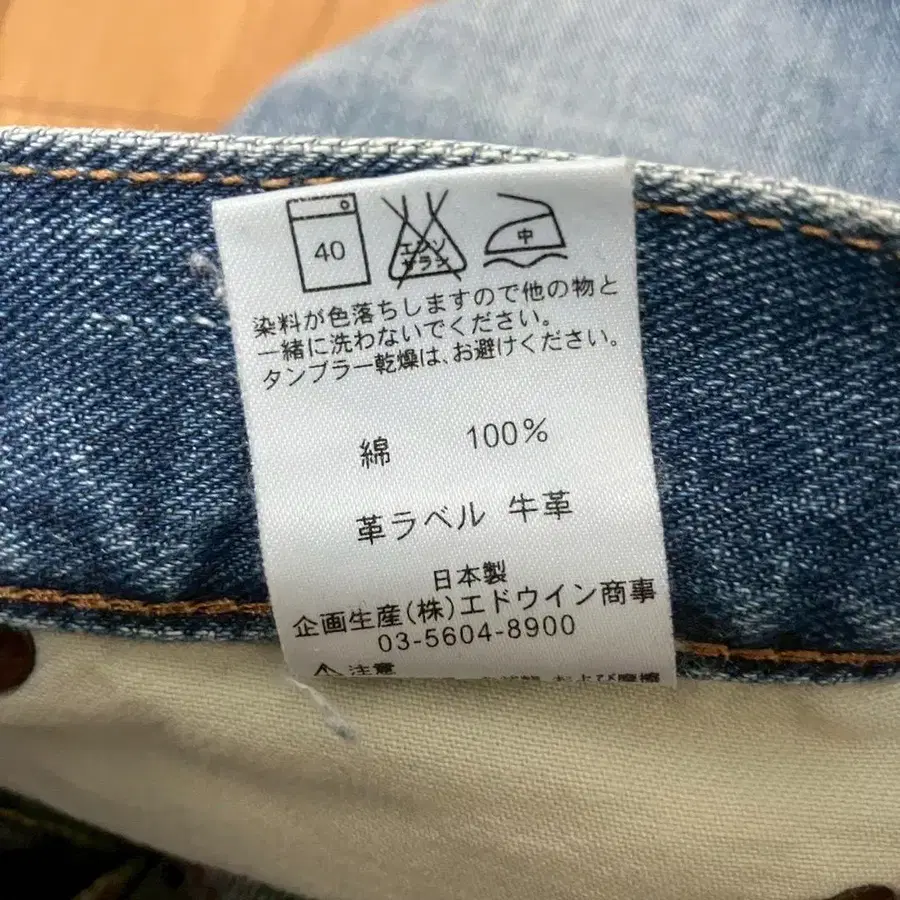 40
エンソ
サラシ
中
染料が色落ちしますので他の物と
一緒に洗わないでください。
タンブラー乾燥は、お避けください。
綿 100%
革ラベル 牛革
日本製
企画生産(株)エドウイン商事
03-5604-8900
⚠注意
および